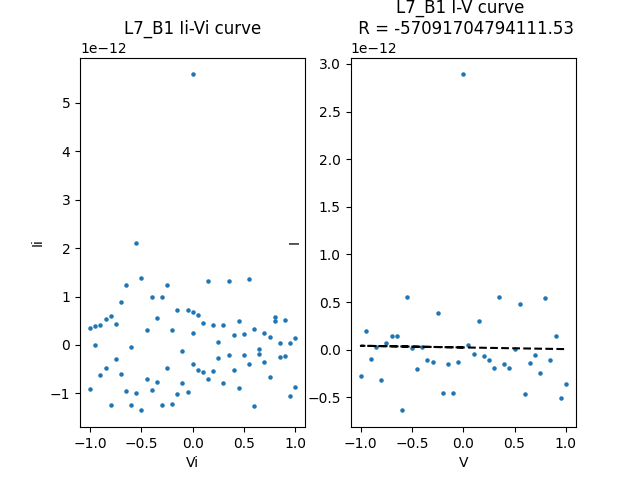 L7_B1 Ii-Vi curve
1e−12
5
4
3
2
1
0
−1
Ii
−1.0 −0.5 0.0 0.5 1.0
Vi
L7_B1 I-V curve
R = -57091704794111.53
1e−12
3.0
2.5
2.0
1.5
1.0
0.5
0.0
−0.5
I
−1.0 −0.5 0.0 0.5 1.0
V